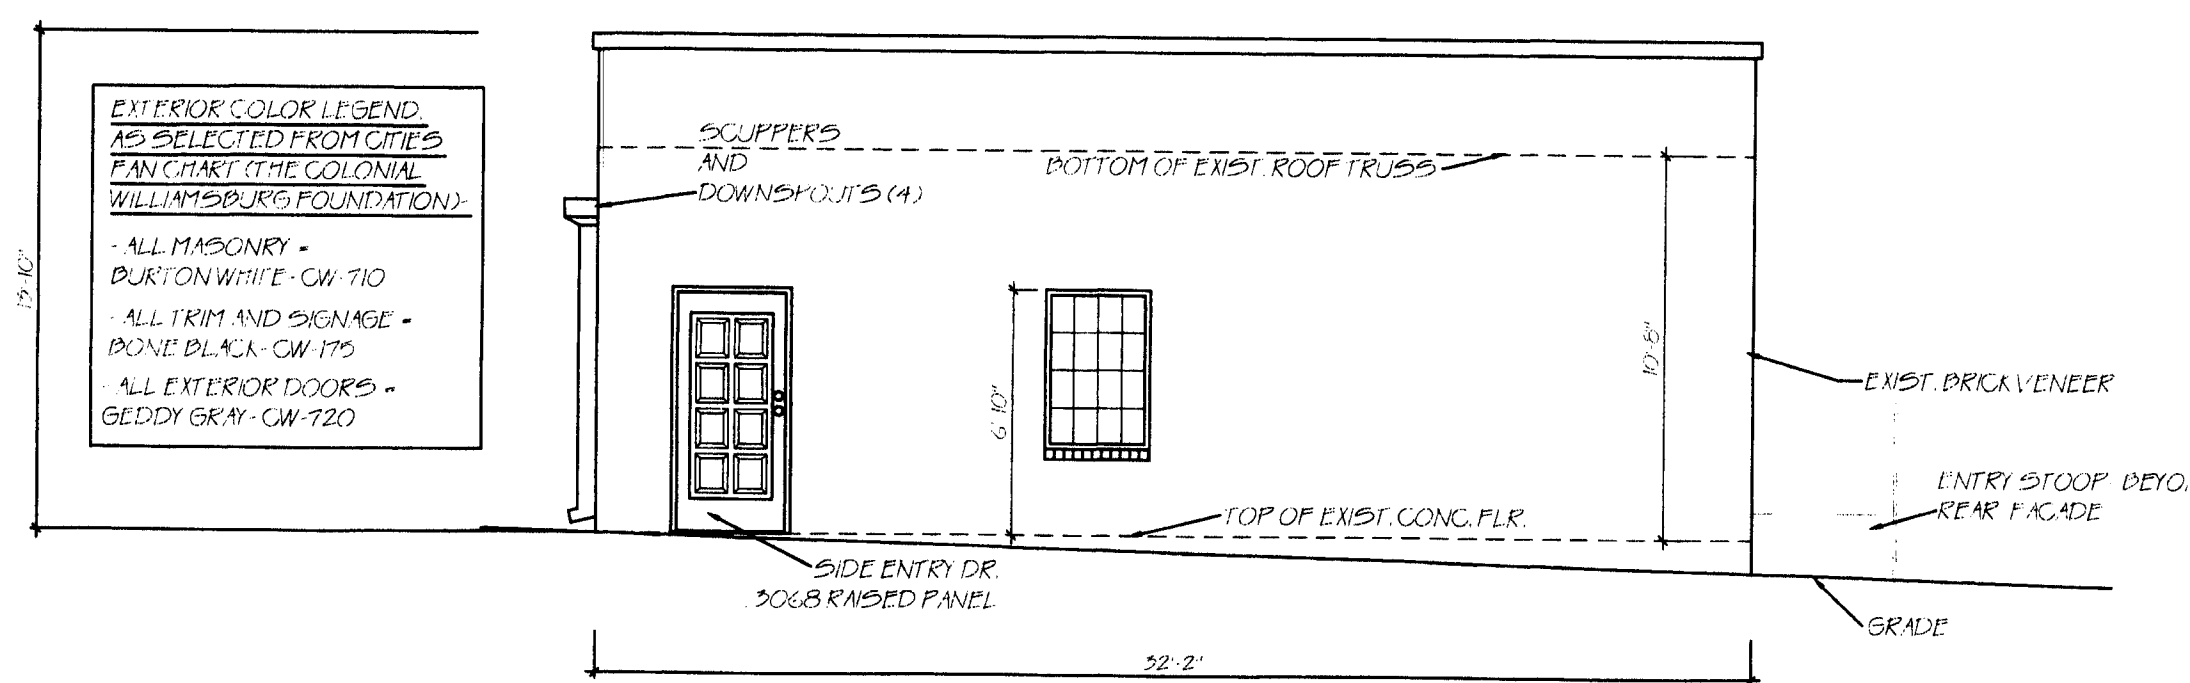 EXTERIOR COLOR LEGEND.
AS SELECTED FROM CITIES
FAN CHART (THE COLONIAL
WILLIAMSBURG FOUNDATION)-
- ALL MASONRY -
BURTON WHITE - CW-710
- ALL TRIM AND SIGNAGE -
BONE BLACK - CW-175
- ALL EXTERIOR DOORS -
GEDDY GRAY - CW-720
SCUPPERS
AND
DOWNSPOUTS (4)
BOTTOM OF EXIST. ROOF TRUSS
6'-10"
10'-8"
EXIST. BRICK VENEER
ENTRY STOOP
REAR FACADE
TOP OF EXIST. CONC. FLR.
SIDE ENTRY DR.
3068 RAISED PANEL
GRADE
32'-2"